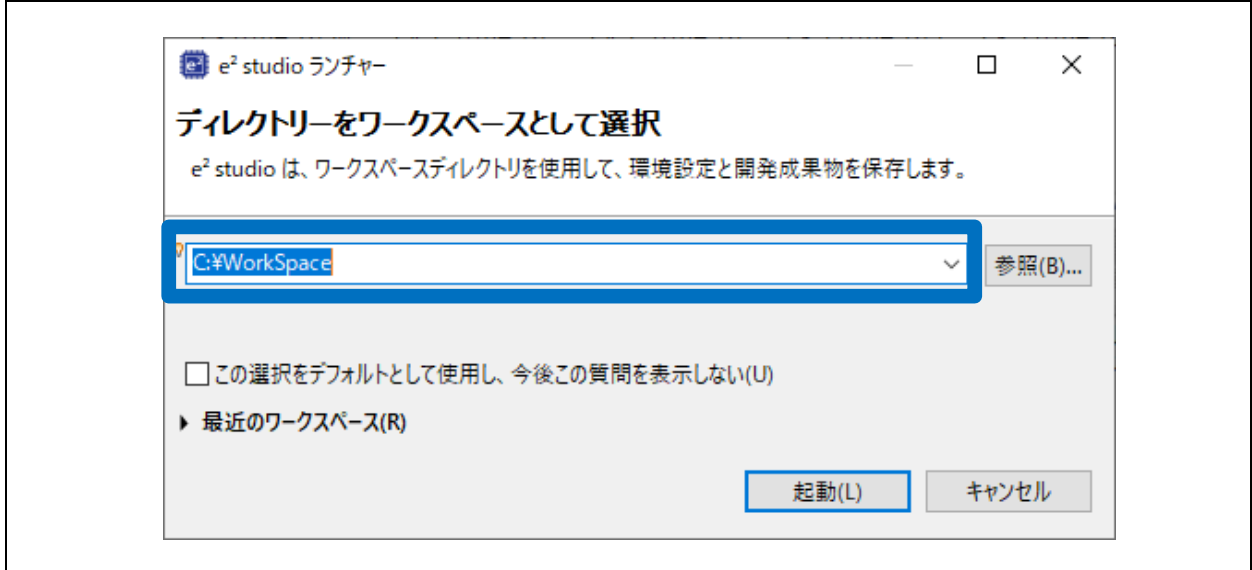 e² studio ランチャー
ディレクトリーをワークスペースとして選択
e² studio は、ワークスペースディレクトリを使用して、環境設定と開発成果物を保存します。
C:¥WorkSpace
参照(B)...
この選択をデフォルトとして使用し、今後この質問を表示しない(U)
最近のワークスペース(R)
起動(L)
キャンセル